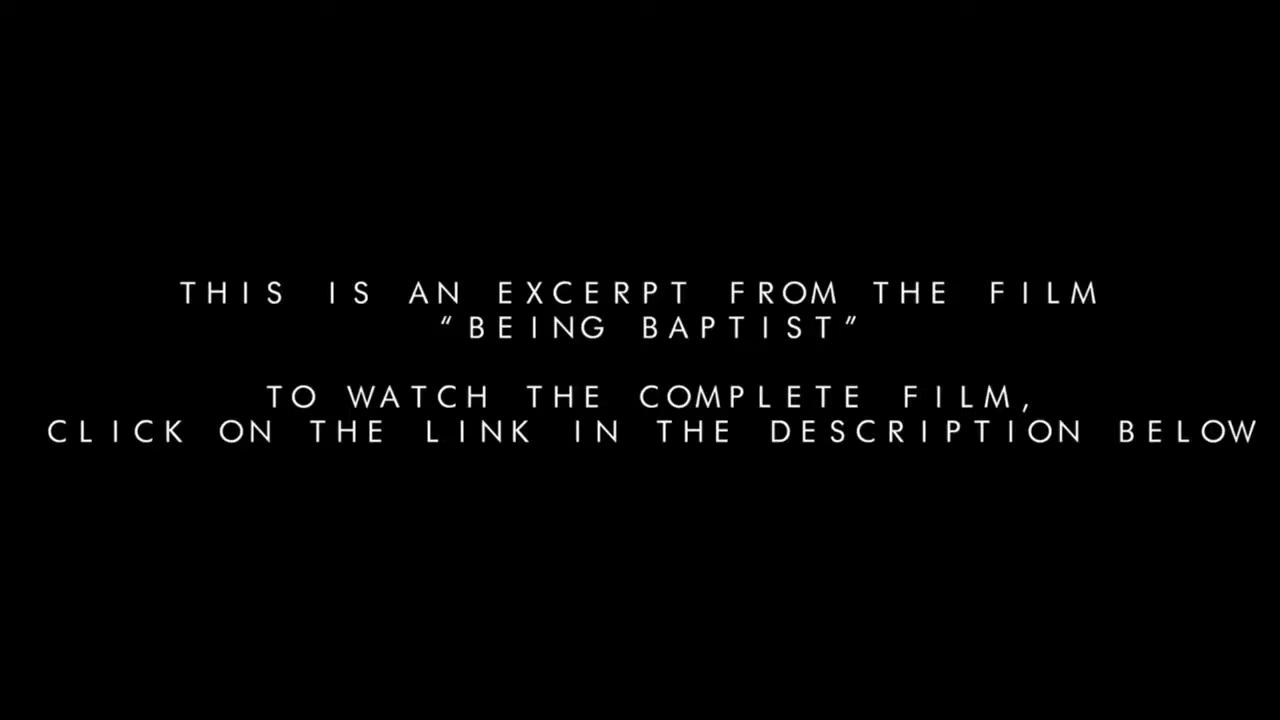 THIS IS AN EXCERPT FROM THE FILM
“BEING BAPTIST”
TO WATCH THE COMPLETE FILM,
CLICK ON THE LINK IN THE DESCRIPTION BELOW